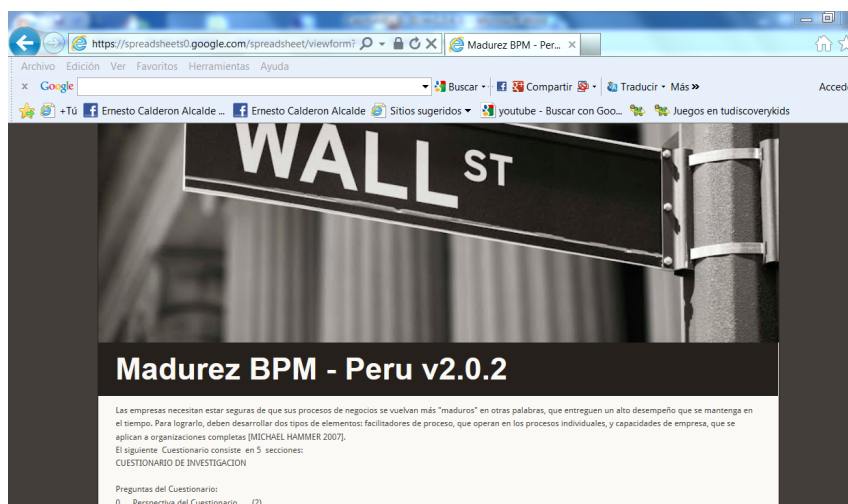 https://spreadsheets0.google.com/spreadsheet/viewform?
Madurez BPM - Per...
Archivo Edición Ver Favoritos Herramientas Ayuda
x Google Buscar Compartir Traducir Más » Acced
+Tú Ernesto Calderon Alcalde ... Ernesto Calderon Alcalde Sitios sugeridos youtube - Buscar con Goo... Juegos en tudiscoverykids
WALL ST
Madurez BPM - Peru v2.0.2
Las empresas necesitan estar seguras de que sus procesos de negocios se vuelvan más "maduros" en otras palabras, que entreguen un alto desempeño que se mantenga en
el tiempo. Para lograrlo, deben desarrollar dos tipos de elementos: facilitadores de proceso, que operan en los procesos individuales, y capacidades de empresa, que se
aplican a organizaciones completas [MICHAEL HAMMER 2007].
El siguiente Cuestionario consiste en 5 secciones:
CUESTIONARIO DE INVESTIGACION
Preguntas del Cuestionario:
0. Perspectiva del Cuestionario (2)